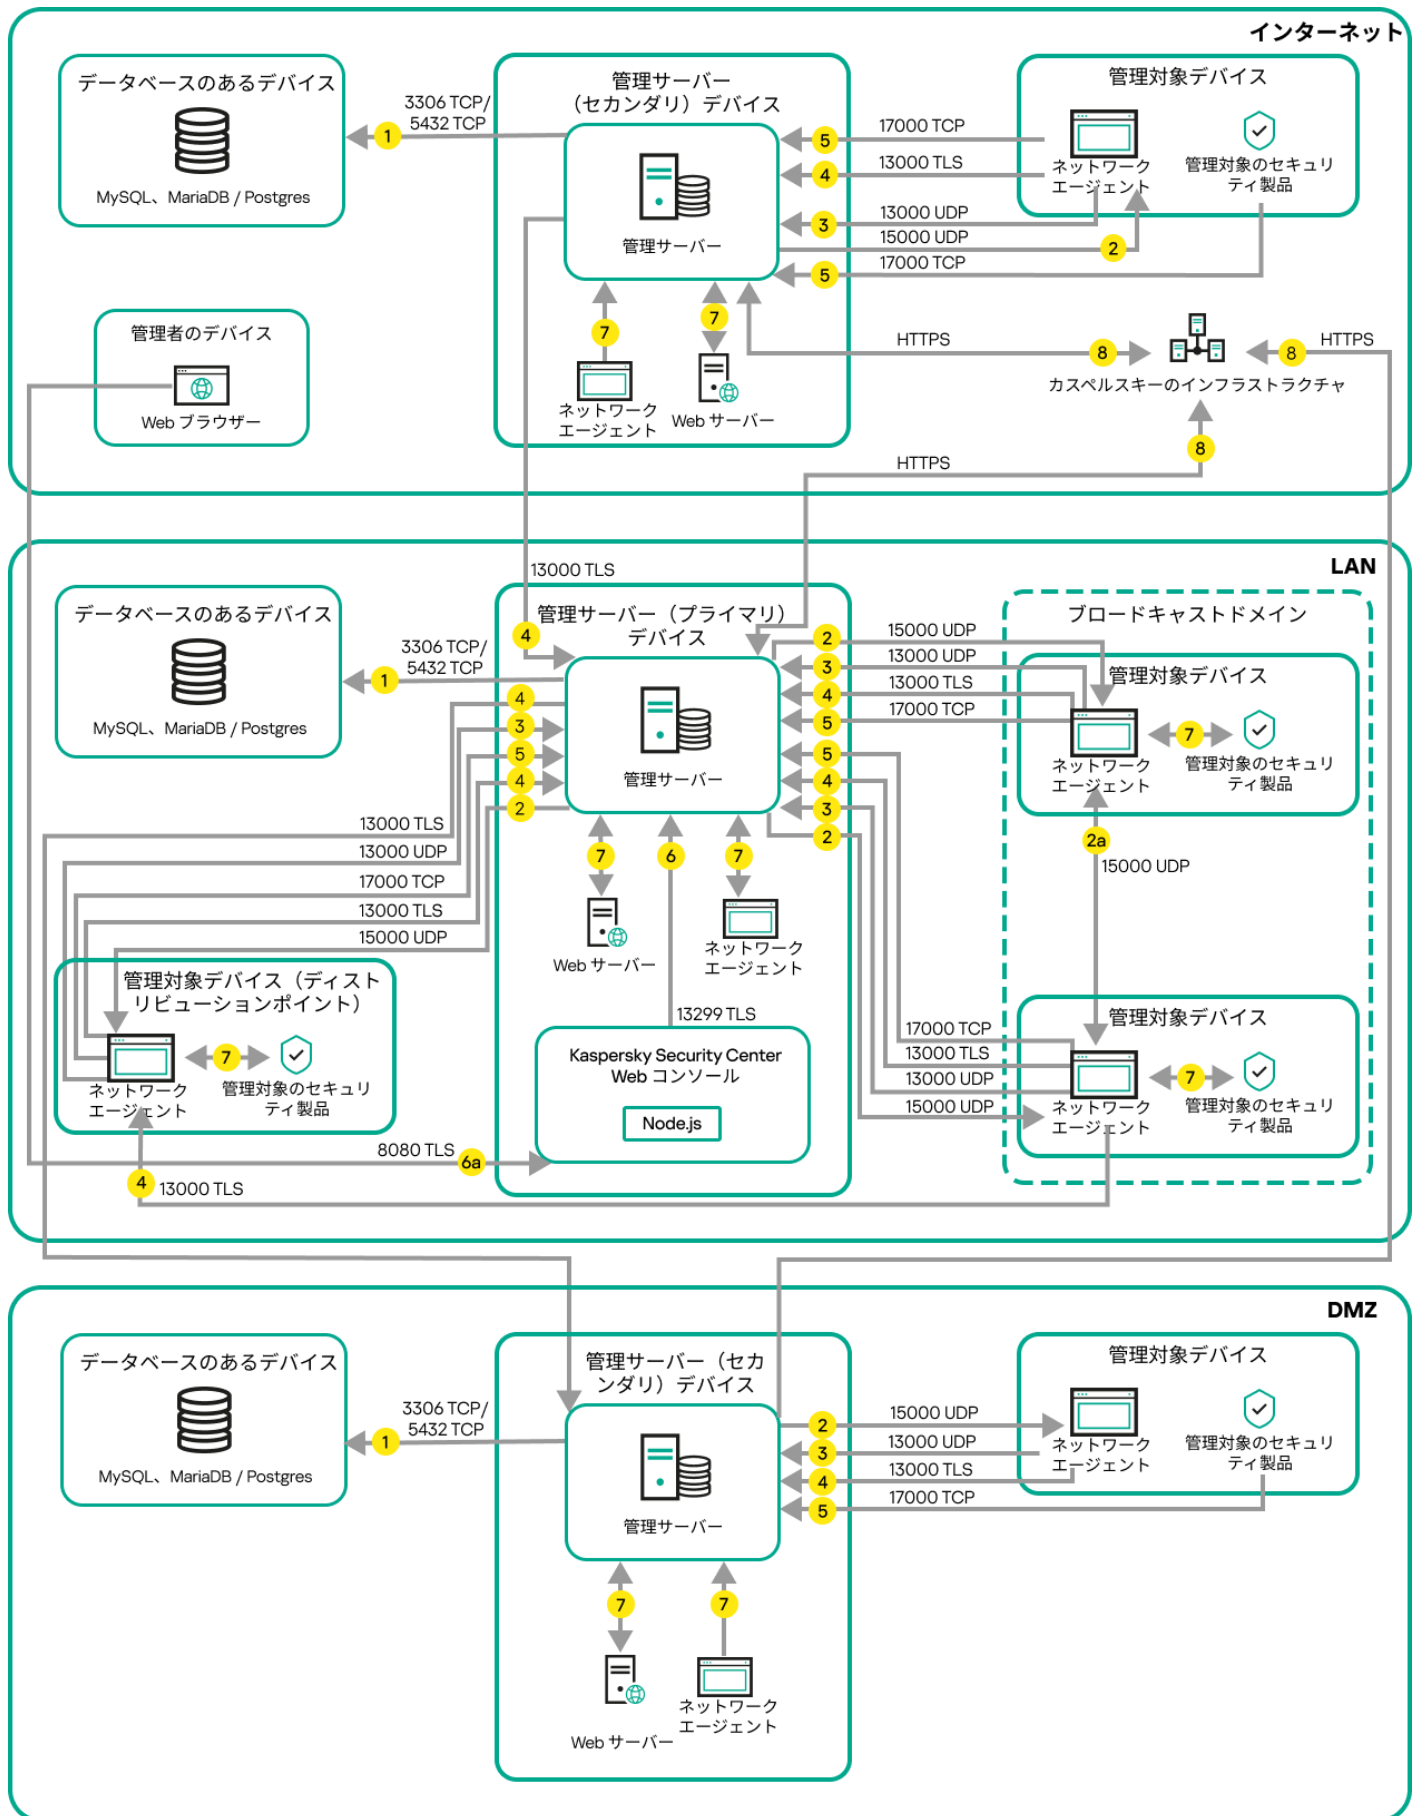 インターネット
データベースのあるデバイス
MySQL、MariaDB / Postgres
3306 TCP/
5432 TCP
1
管理サーバー
（セカンダリ）デバイス
管理サーバー
7
7
ネットワーク
エージェント
Web サーバー
管理対象デバイス
ネットワーク
エージェント
管理対象のセキュリ
ティ製品
5
17000 TCP
4
13000 TLS
3
13000 UDP
15000 UDP
2
5
17000 TCP
管理者のデバイス
Web ブラウザー
HTTPS
8
8
HTTPS
カスペルスキーのインフラストラクチャ
8
HTTPS
LAN
13000 TLS
4
データベースのあるデバイス
MySQL、MariaDB / Postgres
3306 TCP/
5432 TCP
1
管理サーバー（プライマリ）
デバイス
管理サーバー
4
3
5
4
2
13000 TLS
13000 UDP
17000 TCP
13000 TLS
15000 UDP
2
15000 UDP
3
13000 UDP
4
13000 TLS
5
17000 TCP
5
4
3
2
ブロードキャストドメイン
管理対象デバイス
ネットワーク
エージェント
7
管理対象のセキュリ
ティ製品
2a
15000 UDP
7
6
7
Web サーバー
ネットワーク
エージェント
13299 TLS
Kaspersky Security Center
Web コンソール
Node.js
管理対象デバイス（ディスト
リビューションポイント）
ネットワーク
エージェント
7
管理対象のセキュリ
ティ製品
8080 TLS
6a
4
13000 TLS
管理対象デバイス
17000 TCP
13000 TLS
13000 UDP
15000 UDP
ネットワーク
エージェント
7
管理対象のセキュリ
ティ製品
DMZ
データベースのあるデバイス
MySQL、MariaDB / Postgres
3306 TCP/
5432 TCP
1
管理サーバー（セカ
ンダリ）デバイス
管理サーバー
2
15000 UDP
3
13000 UDP
4
13000 TLS
5
17000 TCP
管理対象デバイス
ネットワーク
エージェント
管理対象のセキュリ
ティ製品
7
7
Web サーバー
ネットワーク
エージェント